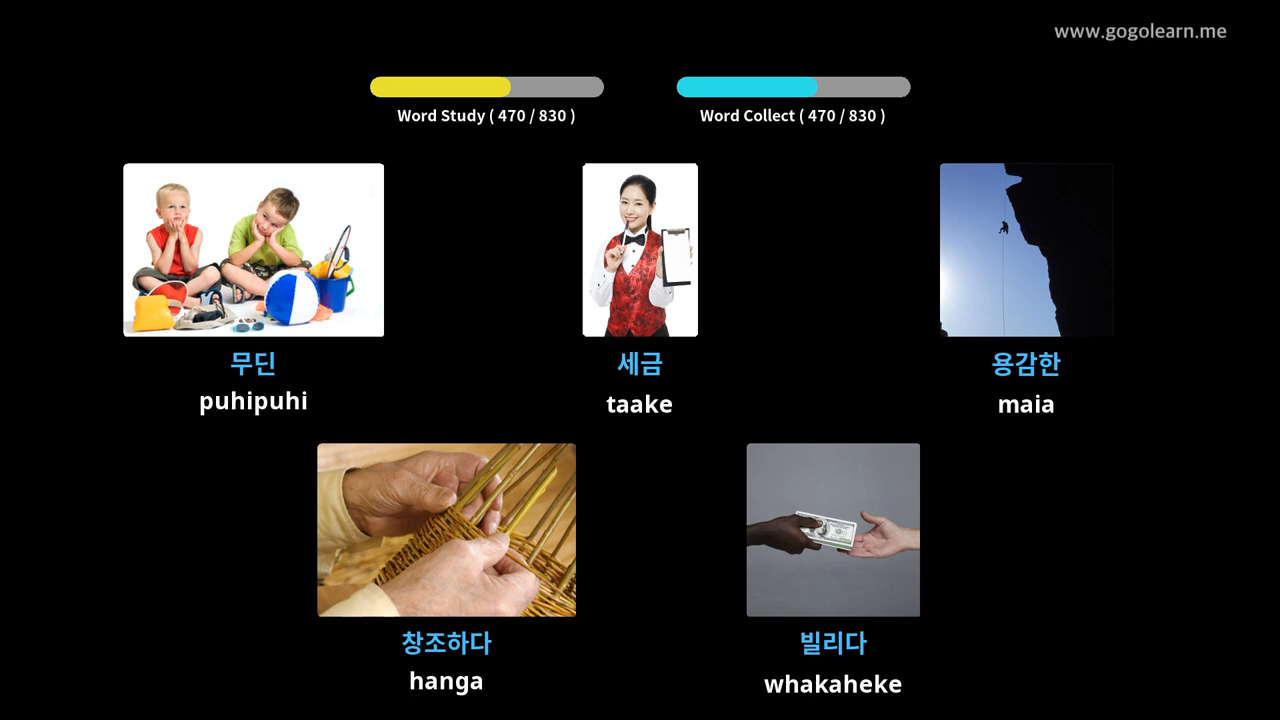 www.gogolearn.me
Word Study ( 470 / 830 )
Word Collect ( 470 / 830 )
무딘
puhipuhi
세금
taake
용감한
maia
창조하다
hanga
빌리다
whakaheke